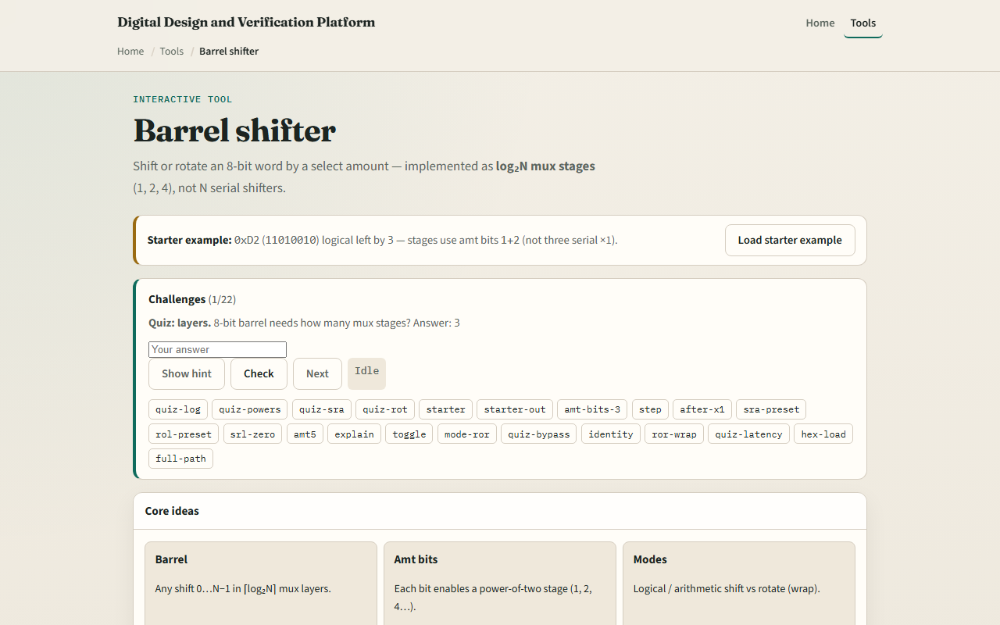 Digital Design and Verification Platform
Home
Tools
Home / Tools / Barrel shifter
INTERACTIVE TOOL
Barrel shifter
Shift or rotate an 8-bit word by a select amount — implemented as log₂N mux stages
(1, 2, 4), not N serial shifters.
Starter example: 0xD2 (11010010) logical left by 3 — stages use amt bits 1+2 (not three serial ×1).
Load starter example
Challenges (1/22)
Quiz: layers. 8-bit barrel needs how many mux stages? Answer: 3
Your answer
Show hint
Check
Next
Idle
quiz-log quiz-powers quiz-sra quiz-rot starter starter-out amt-bits-3 step after-x1 sra-preset
rol-preset srl-zero amt5 explain toggle mode-ror quiz-bypass identity ror-wrap quiz-latency hex-load
full-path
Core ideas
Barrel
Any shift 0…N−1 in ⌈log₂N⌉ mux layers.
Amt bits
Each bit enables a power-of-two stage (1, 2,
4…).
Modes
Logical / arithmetic shift vs rotate (wrap).